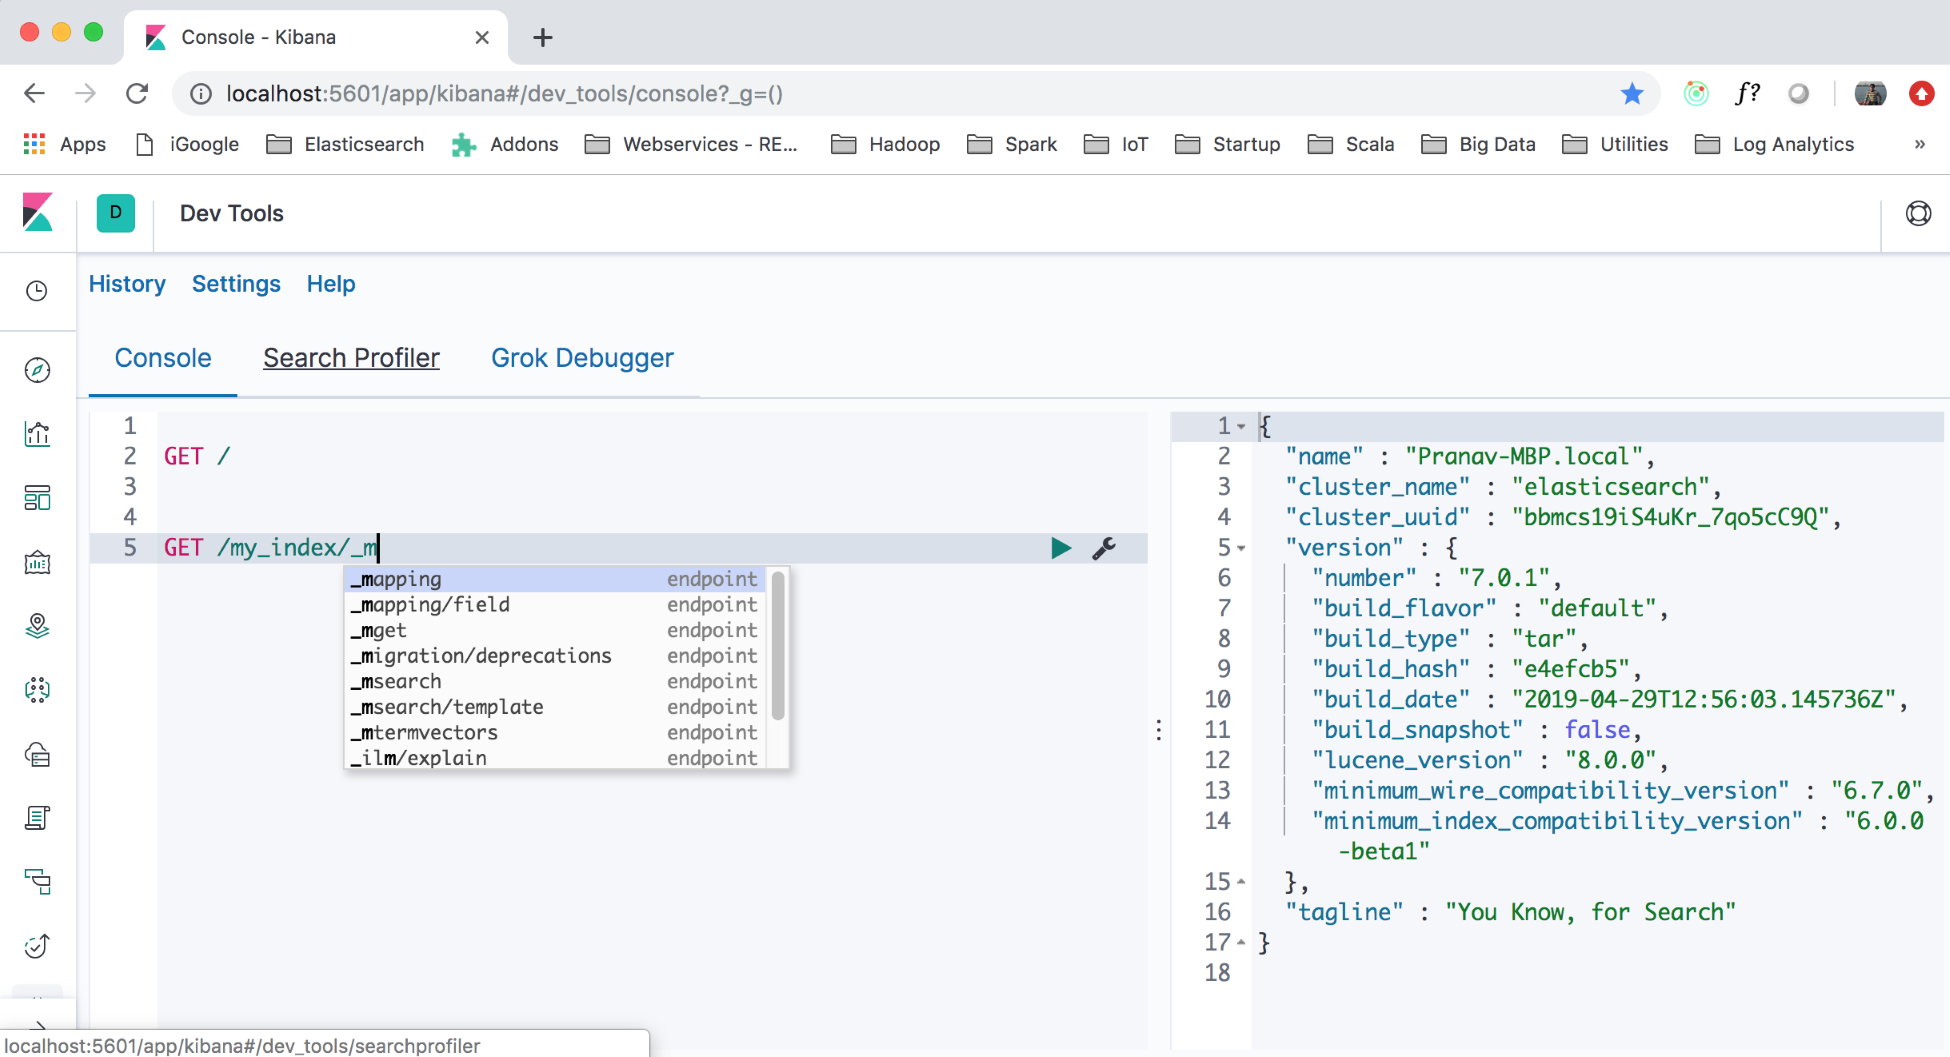 Console - Kibana
localhost:5601/app/kibana#/dev_tools/console?_g=()
f?
Apps iGoogle Elasticsearch Addons Webservices - RE... Hadoop Spark IoT Startup Scala Big Data Utilities Log Analytics »
D Dev Tools
History Settings Help
Console Search Profiler Grok Debugger
1
2 GET /
3
4
5 GET /my_index/_m
_mapping endpoint
_mapping/field endpoint
_mget endpoint
_migration/deprecations endpoint
_msearch endpoint
_msearch/template endpoint
_mtermvectors endpoint
_ilm/explain endpoint
1 {
2 "name" : "Pranav-MBP.local",
3 "cluster_name" : "elasticsearch",
4 "cluster_uuid" : "bbmcs19iS4uKr_7qo5cC9Q",
5 "version" : {
6 "number" : "7.0.1",
7 "build_flavor" : "default",
8 "build_type" : "tar",
9 "build_hash" : "e4efcb5",
10 "build_date" : "2019-04-29T12:56:03.145736Z",
11 "build_snapshot" : false,
12 "lucene_version" : "8.0.0",
13 "minimum_wire_compatibility_version" : "6.7.0",
14 "minimum_index_compatibility_version" : "6.0.0
-beta1"
15 },
16 "tagline" : "You Know, for Search"
17 }
18
localhost:5601/app/kibana#/dev_tools/searchprofiler